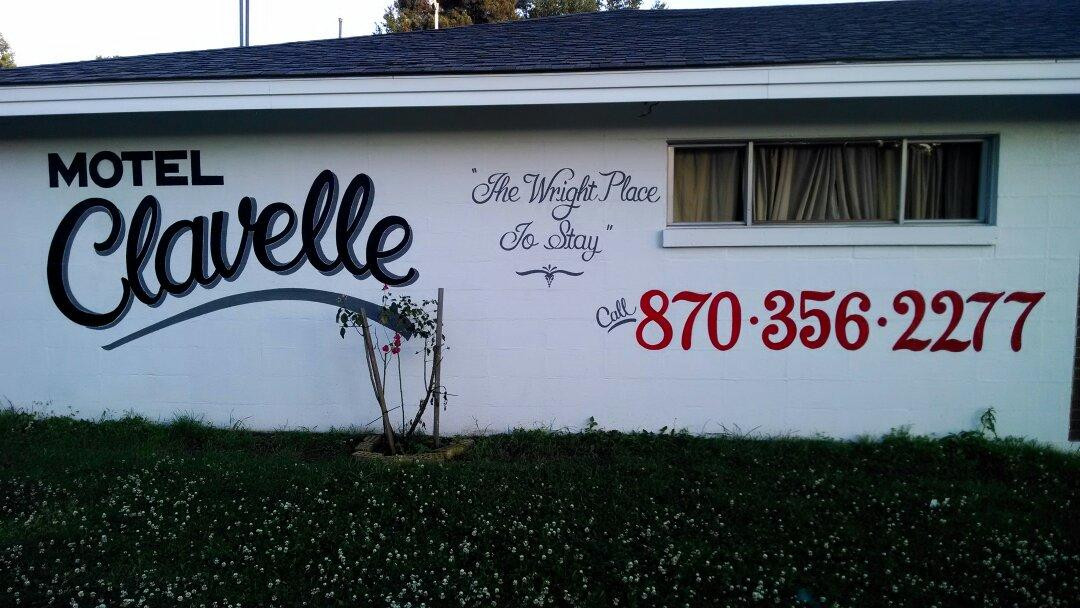 MOTEL
Clavelle
"The Wright Place
To Stay"
Call 870·356·2277